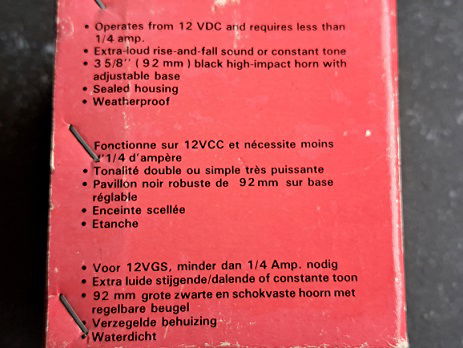 • Operates from 12 VDC and requires less than
1/4 amp.
• Extra-loud rise-and-fall sound or constant tone
• 3 5/8'' (92 mm) black high-impact horn with
adjustable base
• Sealed housing
• Weatherproof
Fonctionne sur 12VCC et nécessite moins
d'1/4 d'ampère
• Tonalité double ou simple très puissante
• Pavillon noir robuste de 92mm sur base
réglable
• Enceinte scellée
• Etanche
• Voor 12VGS, minder dan 1/4 Amp. nodig
• Extra luide stijgende/dalende of constante toon
• 92 mm grote zwarte en schokvaste hoorn met
regelbare beugel
• Verzegelde behuizing
• Waterdicht